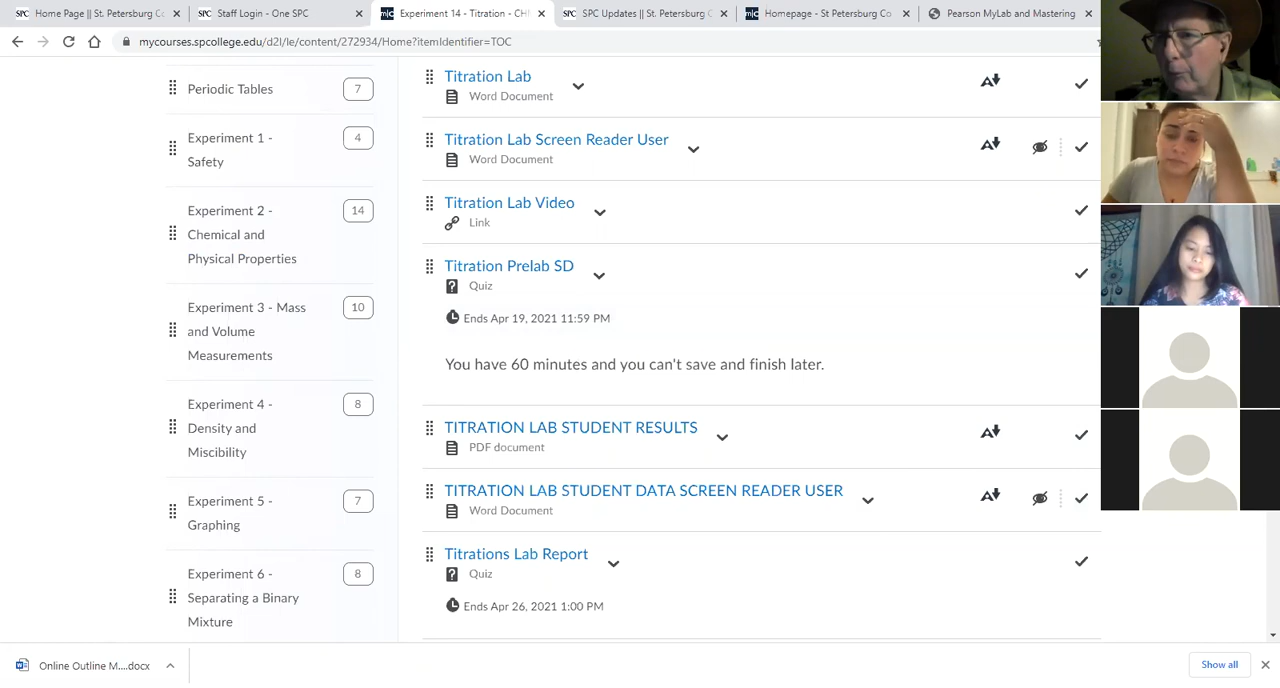 SPC Home Page || St. Petersburg Co
SPC Staff Login - One SPC
Experiment 14 - Titration - CH
SPC SPC Updates || St. Petersburg C
Homepage - St Petersburg Co
Pearson MyLab and Mastering
mycourses.spcollege.edu/d2l/le/content/272934/Home?itemIdentifier=TOC
Periodic Tables
7
Experiment 1 -
Safety
4
Experiment 2 -
Chemical and
Physical Properties
14
Experiment 3 - Mass
and Volume
Measurements
10
Experiment 4 -
Density and
Miscibility
8
Experiment 5 -
Graphing
7
Experiment 6 -
Separating a Binary
Mixture
8
Titration Lab
Word Document
Titration Lab Screen Reader User
Word Document
Titration Lab Video
Link
Titration Prelab SD
Quiz
Ends Apr 19, 2021 11:59 PM
You have 60 minutes and you can't save and finish later.
TITRATION LAB STUDENT RESULTS
PDF document
TITRATION LAB STUDENT DATA SCREEN READER USER
Word Document
Titrations Lab Report
Quiz
Ends Apr 26, 2021 1:00 PM
Online Outline M....docx
Show all